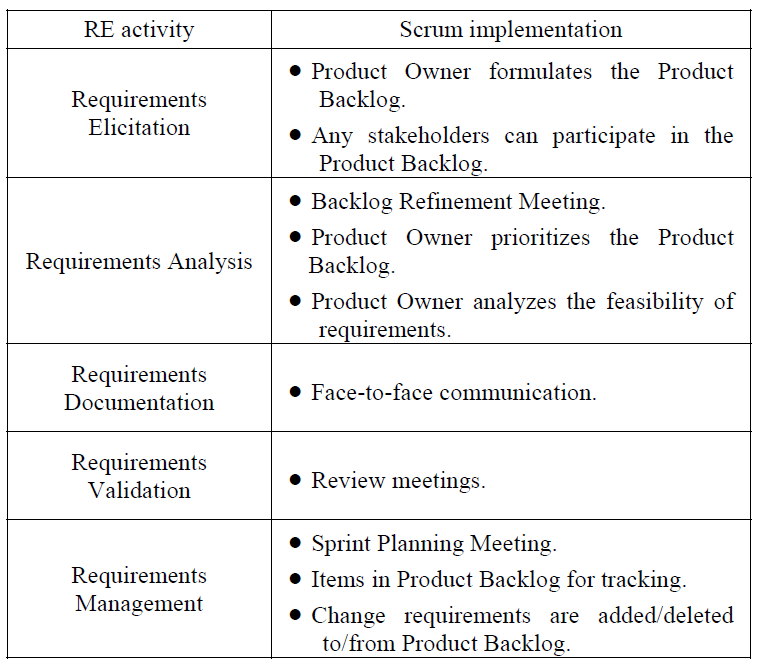 RE activity
Scrum implementation
Requirements
Elicitation
● Product Owner formulates the Product
Backlog.
● Any stakeholders can participate in the
Product Backlog.
Requirements Analysis
● Backlog Refinement Meeting.
● Product Owner prioritizes the Product
Backlog.
● Product Owner analyzes the feasibility of
requirements.
Requirements
Documentation
● Face-to-face communication.
Requirements
Validation
● Review meetings.
Requirements
Management
● Sprint Planning Meeting.
● Items in Product Backlog for tracking.
● Change requirements are added/deleted
to/from Product Backlog.